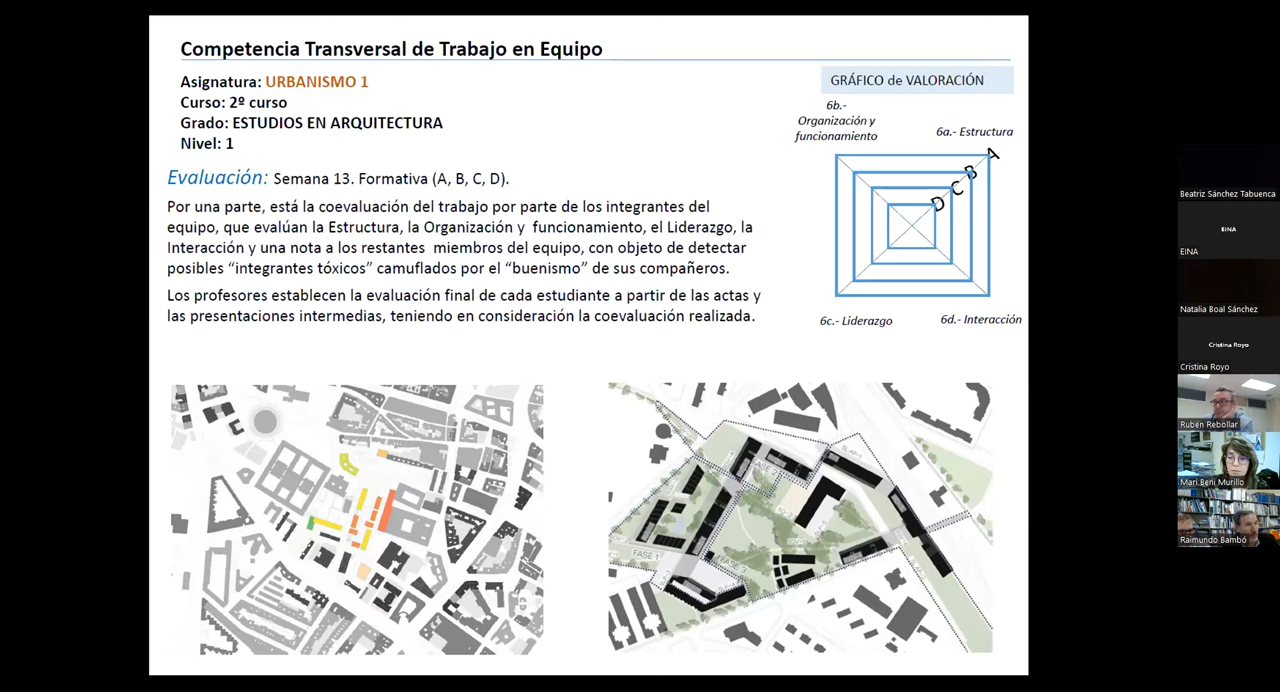 Competencia Transversal de Trabajo en Equipo
Asignatura: URBANISMO 1
Curso: 2º curso
Grado: ESTUDIOS EN ARQUITECTURA
Nivel: 1
Evaluación: Semana 13. Formativa (A, B, C, D).
Por una parte, está la coevaluación del trabajo por parte de los integrantes del
equipo, que evalúan la Estructura, la Organización y funcionamiento, el Liderazgo, la
Interacción y una nota a los restantes miembros del equipo, con objeto de detectar
posibles “integrantes tóxicos” camuflados por el “buenismo” de sus compañeros.
Los profesores establecen la evaluación final de cada estudiante a partir de las actas y
las presentaciones intermedias, teniendo en consideración la coevaluación realizada.
GRÁFICO de VALORACIÓN
6b.-
Organización y
funcionamiento
6a.- Estructura
A
B
C
D
6c.- Liderazgo
6d.- Interacción
FASE 2
FASE 1
FASE 3
Beatriz Sánchez Tabuenca
EINA
EINA
Natalia Boal Sánchez
Cristina Royo
Cristina Royo
Rubén Rebollar
Mari.Beni Murillo
Raimundo Bambó